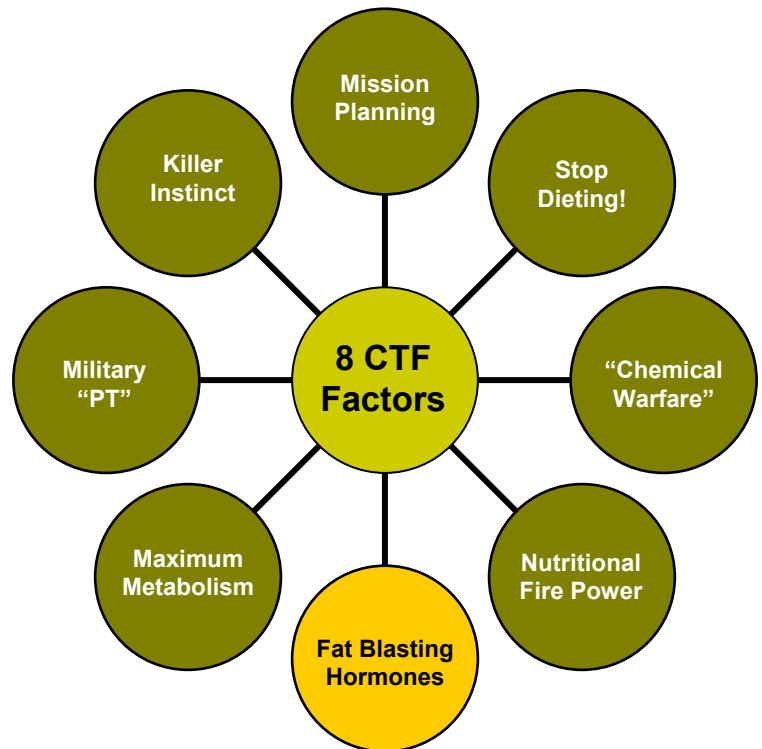 Mission
Planning
Killer
Instinct
Stop
Dieting!
8 CTF
Factors
Military
“PT”
“Chemical
Warfare”
Maximum
Metabolism
Nutritional
Fire Power
Fat Blasting
Hormones